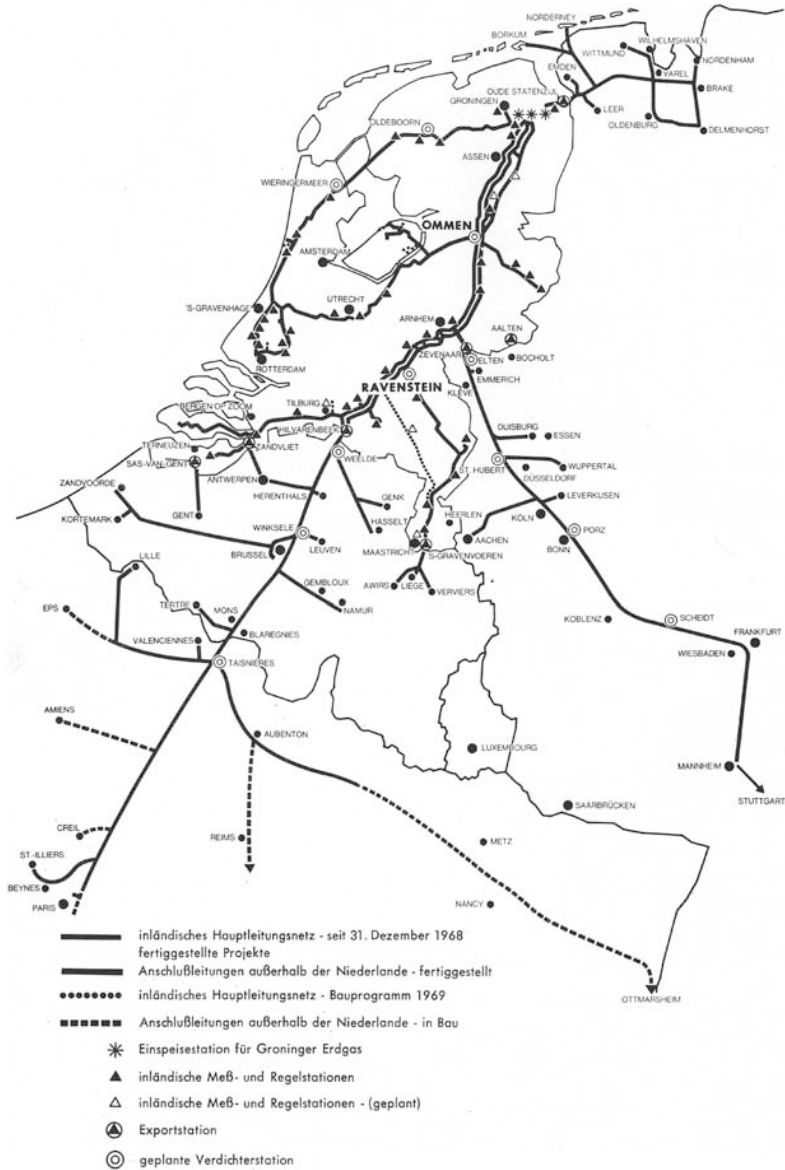 NORDERNEY
BORKUM
WITTMUND
WILHELMSHAVEN
NORDENHAM
EMDEN
VAREL
OUDE STATENZIJL
BRAKE
GRONINGEN
LEER
OLDENBURG
DELMENHORST
OLDEBOORN
ASSEN
WIERINGERMEER
OMMEN
AMSTERDAM
'S-GRAVENHAGE
UTRECHT
ARNHEM
AALTEN
ZEVENAAR
ELTEN
BOCHOLT
ROTTERDAM
EMMERICH
RAVENSTEIN
KLEVE
TILBURG
BERGEN OP ZOOM
HILVARENBEEK
DUISBURG
ESSEN
TERNEUZEN
ZANDVLIET
WEELDE
SAS-VAN-GENT
ST. HUBERT
WUPPERTAL
DÜSSELDORF
ZANDVOORDE
ANTWERPEN
HERENTHALS
GENK
LEVERKUSEN
KORTEMARK
GENT
HASSELT
HEERLEN
KÖLN
WINKSELE
PORZ
LILLE
BRUSSEL
LEUVEN
MAASTRICHT
'S-GRAVENVOEREN
AACHEN
BONN
GEMBLOUX
AWIRS
LIEGE
VERVIERS
EPS
TERTRE
MONS
NAMUR
KOBLENZ
SCHEIDT
VALENCIENNES
BLAREGNIES
FRANKFURT
WIESBADEN
TAISNIERES
AMIENS
AUBENTON
LUXEMBOURG
MANNHEIM
STUTTGART
SAARBRÜCKEN
CREIL
REIMS
METZ
ST.-ILLIERS
BEYNES
PARIS
NANCY
OTTMARSHEIM
inländisches Hauptleitungsnetz - seit 31. Dezember 1968
fertiggestellte Projekte
Anschlußleitungen außerhalb der Niederlande - fertiggestellt
inländisches Hauptleitungsnetz - Bauprogramm 1969
Anschlußleitungen außerhalb der Niederlande - in Bau
Einspeisestation für Groninger Erdgas
inländische Meß- und Regelstationen
inländische Meß- und Regelstationen - (geplant)
Exportstation
geplante Verdichterstation